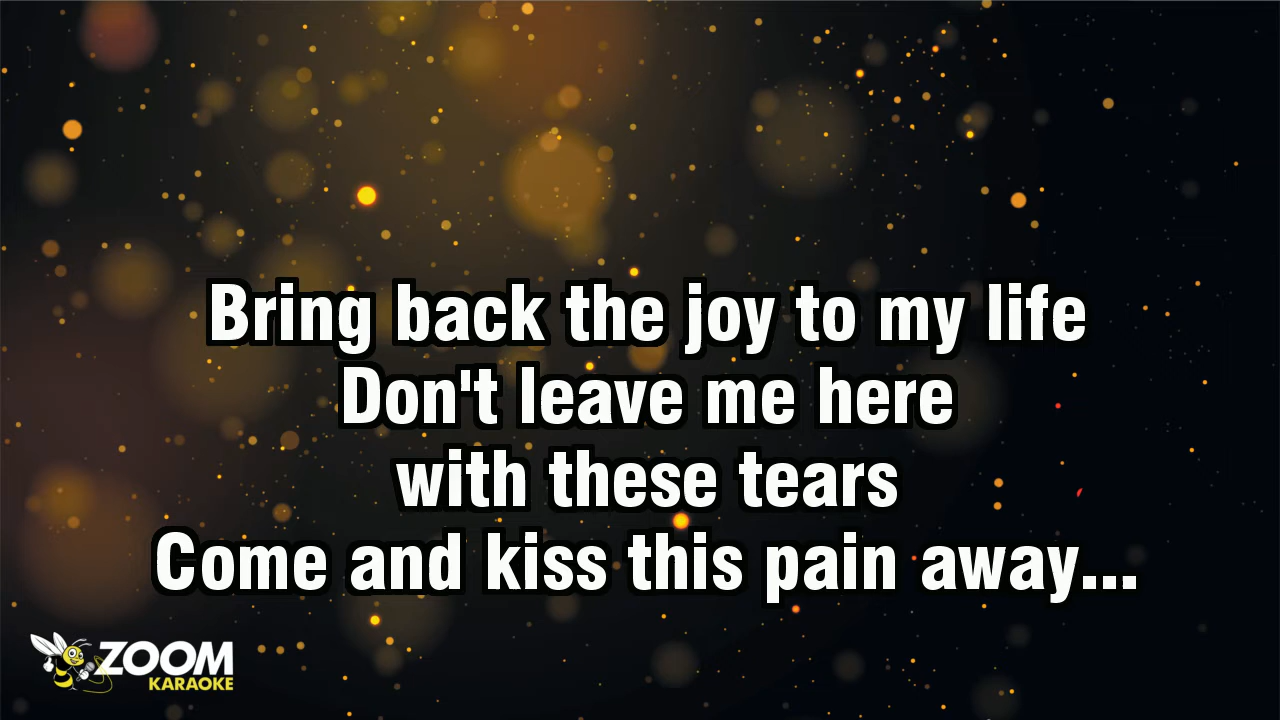 Bring back the joy to my life
Don't leave me here
with these tears
Come and kiss this pain away...
ZOOM
KARAOKE